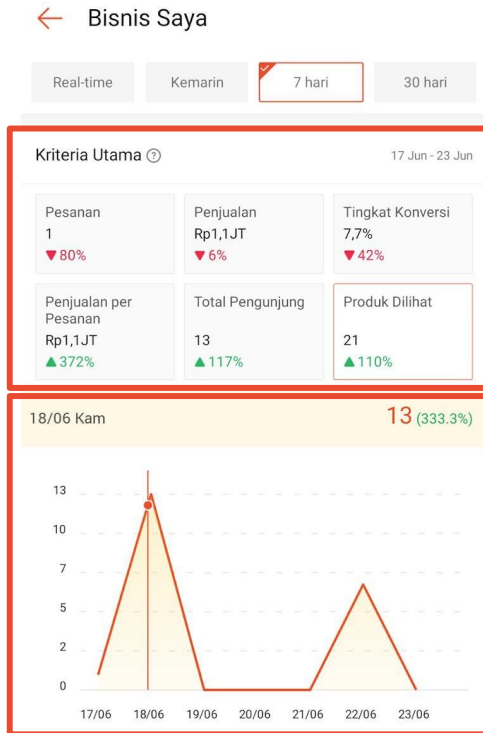 Bisnis Saya
Real-time Kemarin 7 hari 30 hari
Kriteria Utama ? 17 Jun - 23 Jun
Pesanan
1
▼80%
Penjualan
Rp1,1JT
▼6%
Tingkat Konversi
7,7%
▼42%
Penjualan per
Pesanan
Rp1,1JT
▲372%
Total Pengunjung
13
▲117%
Produk Dilihat
21
▲110%
18/06 Kam 13 (333.3%)
13
10
7
5
2
0
17/06 18/06 19/06 20/06 21/06 22/06 23/06